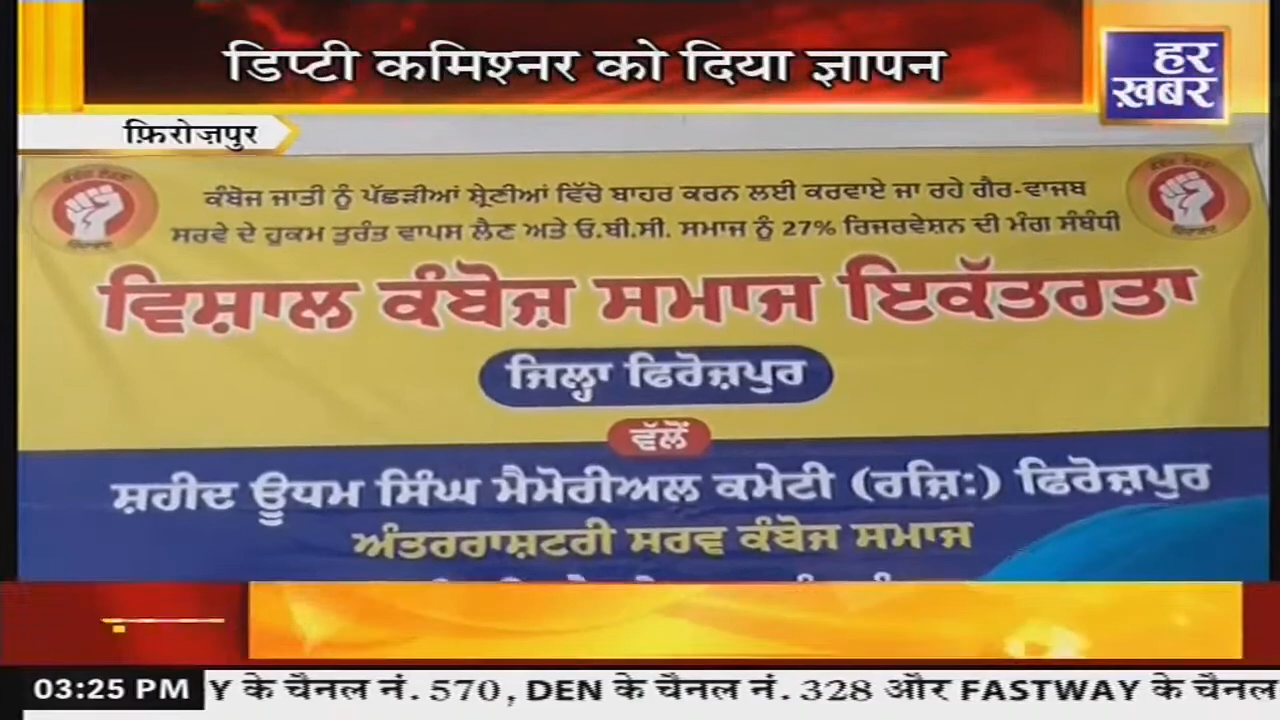 डिप्टी कमिश्नर को दिया ज्ञापन
हर
ख़बर
फ़िरोज़पुर
ਕੰਬੋਜ ਜਾਤੀ ਨੂੰ ਪੱਛੜੀਆਂ ਸ਼੍ਰੇਣੀਆਂ ਵਿੱਚੋ ਬਾਹਰ ਕਰਨ ਲਈ ਕਰਵਾਏ ਜਾ ਰਹੇ ਗੈਰ-ਵਾਜਬ
ਸਰਵੇ ਦੇ ਹੁਕਮ ਤੁਰੰਤ ਵਾਪਸ ਲੈਣ ਅਤੇ ਓ.ਬੀ.ਸੀ. ਸਮਾਜ ਨੂੰ 27% ਰਿਜਰਵੇਸ਼ਨ ਦੀ ਮੰਗ ਸੰਬੰਧੀ
ਵਿਸ਼ਾਲ ਕੰਬੋਜ਼ ਸਮਾਜ ਇਕੱਤਰਤਾ
ਜਿਲ੍ਹਾ ਫਿਰੋਜ਼ਪੁਰ
ਵੱਲੋਂ
ਸ਼ਹੀਦ ਊਧਮ ਸਿੰਘ ਮੈਮੋਰੀਅਲ ਕਮੇਟੀ (ਰਜ਼ਿ:) ਫਿਰੋਜ਼ਪੁਰ
ਅੰਤਰਰਾਸ਼ਟਰੀ ਸਰਵ ਕੰਬੋਜ ਸਮਾਜ
03:25 PM Y के चैनल नं. 570, DEN के चैनल नं. 328 और FASTWAY के चैनल